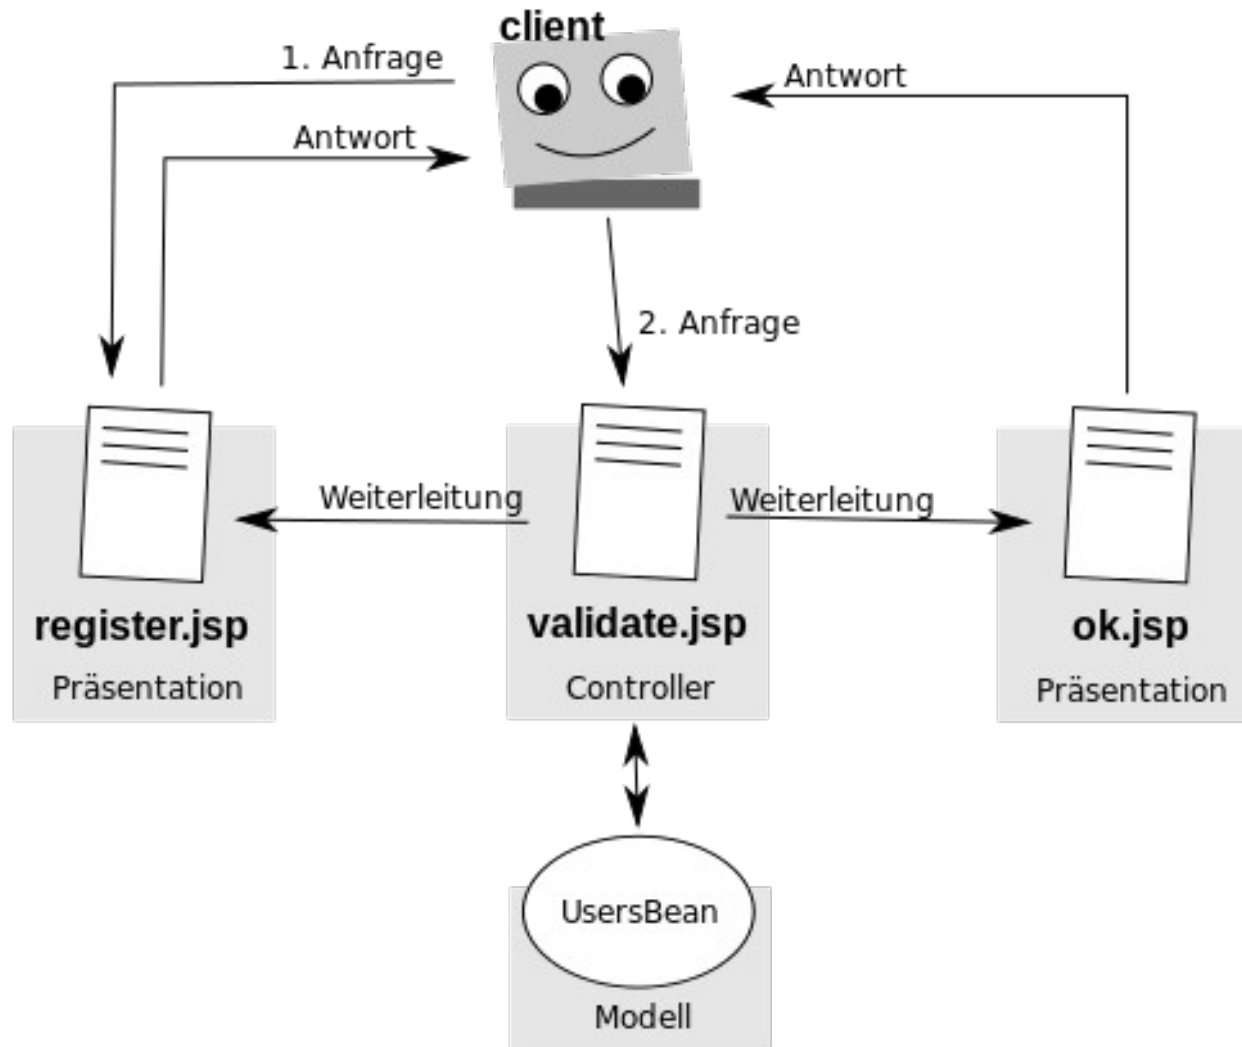 client
1. Anfrage
Antwort
Antwort
2. Anfrage
Weiterleitung
Weiterleitung
register.jsp
validate.jsp
ok.jsp
Präsentation
Controller
Präsentation
UsersBean
Modell